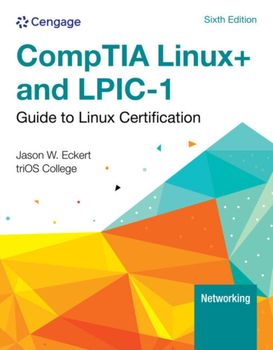 Cengage
Sixth Edition
CompTIA Linux+
and LPIC-1
Guide to Linux Certification
Jason W. Eckert
triOS College
Networking